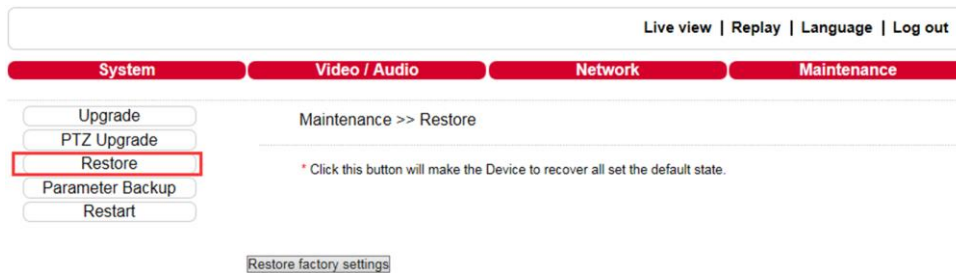 Live view | Replay | Language | Log out
System Video / Audio Network Maintenance
Upgrade
PTZ Upgrade
Restore
Parameter Backup
Restart
Maintenance >> Restore
* Click this button will make the Device to recover all set the default state.
Restore factory settings